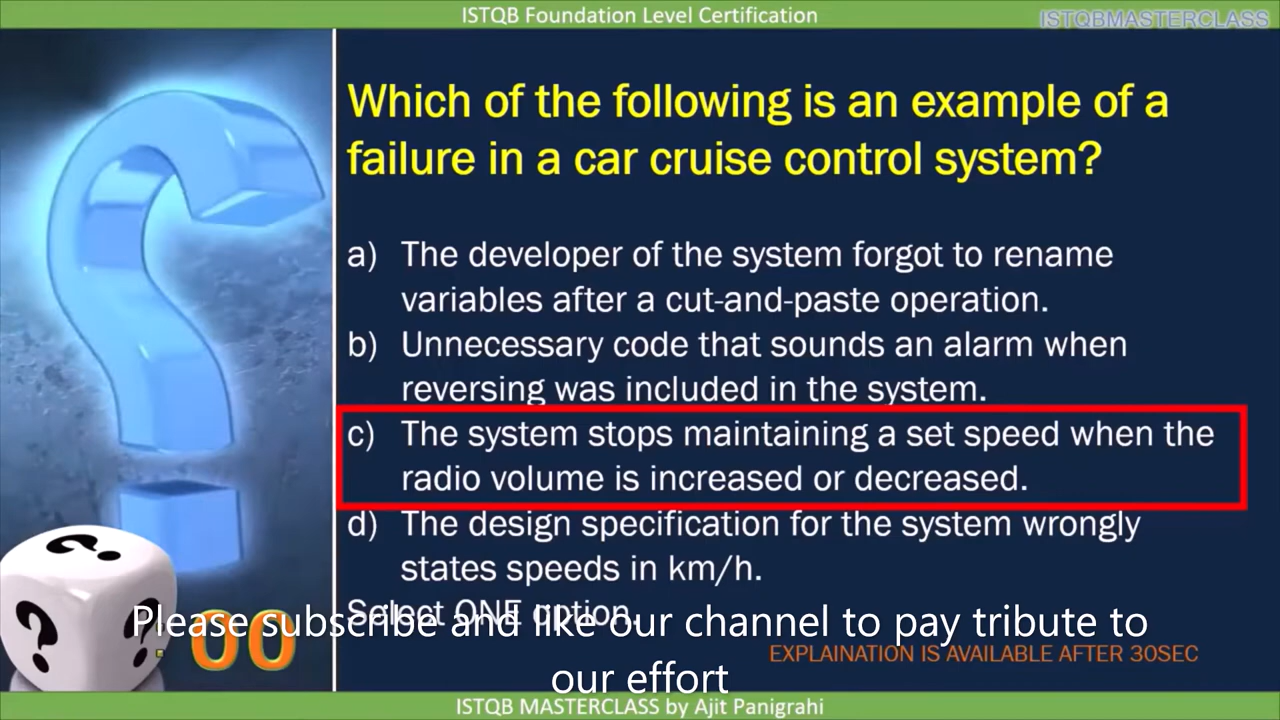 ISTQB Foundation Level Certification
ISTQBMASTERCLASS
Which of the following is an example of a
failure in a car cruise control system?
a) The developer of the system forgot to rename
variables after a cut-and-paste operation.
b) Unnecessary code that sounds an alarm when
reversing was included in the system.
c) The system stops maintaining a set speed when the
radio volume is increased or decreased.
d) The design specification for the system wrongly
states speeds in km/h.
Select ONE option.
:00
Please subscribe and like our channel to pay tribute to
our effort
EXPLAINATION IS AVAILABLE AFTER 30SEC
ISTQB MASTERCLASS by Ajit Panigrahi